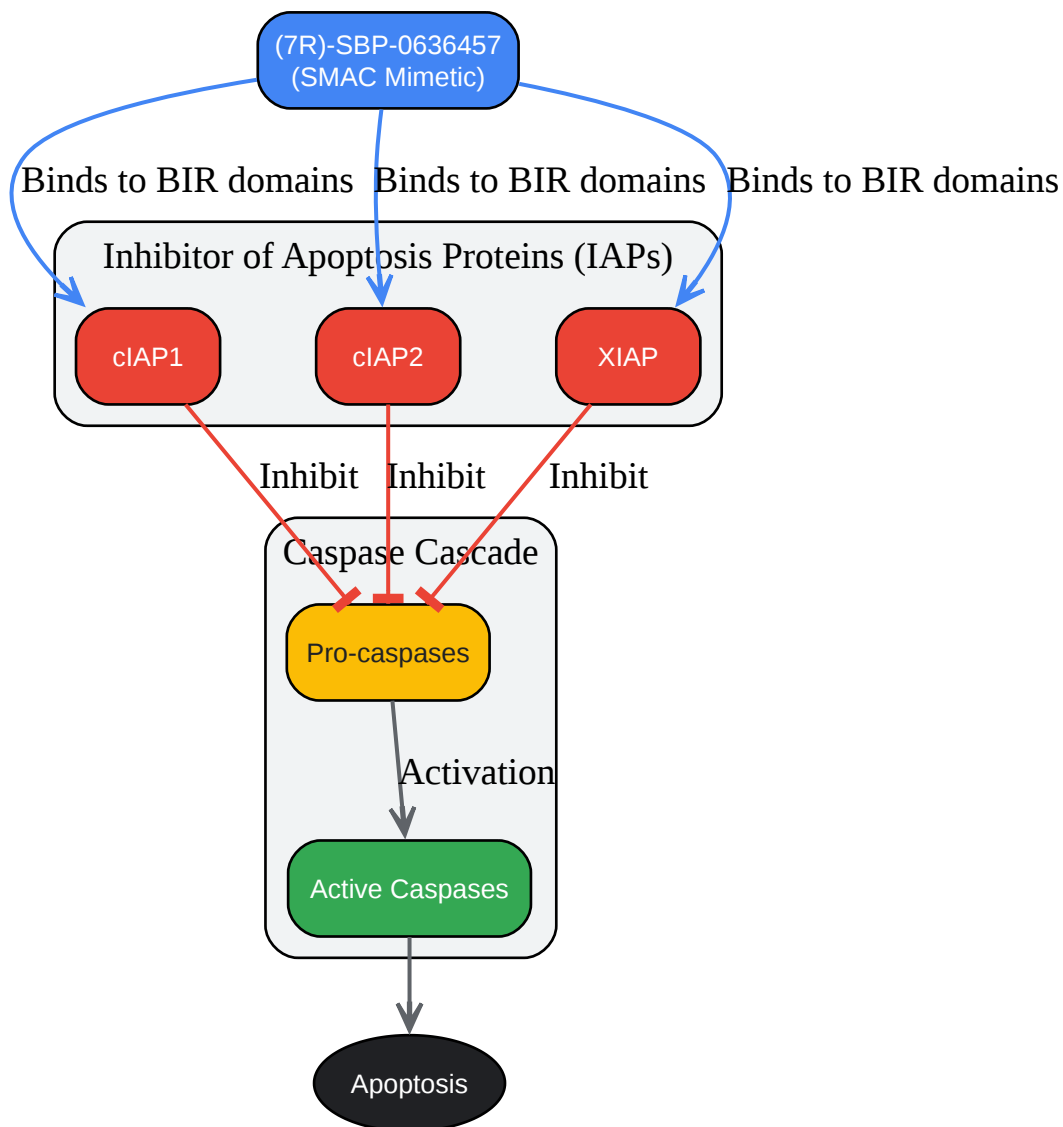 (7R)-SBP-0636457
(SMAC Mimetic)
Binds to BIR domains
Binds to BIR domains
Binds to BIR domains
Inhibitor of Apoptosis Proteins (IAPs)
cIAP1
cIAP2
XIAP
Inhibit
Inhibit
Inhibit
Caspase Cascade
Pro-caspases
Activation
Active Caspases
Apoptosis